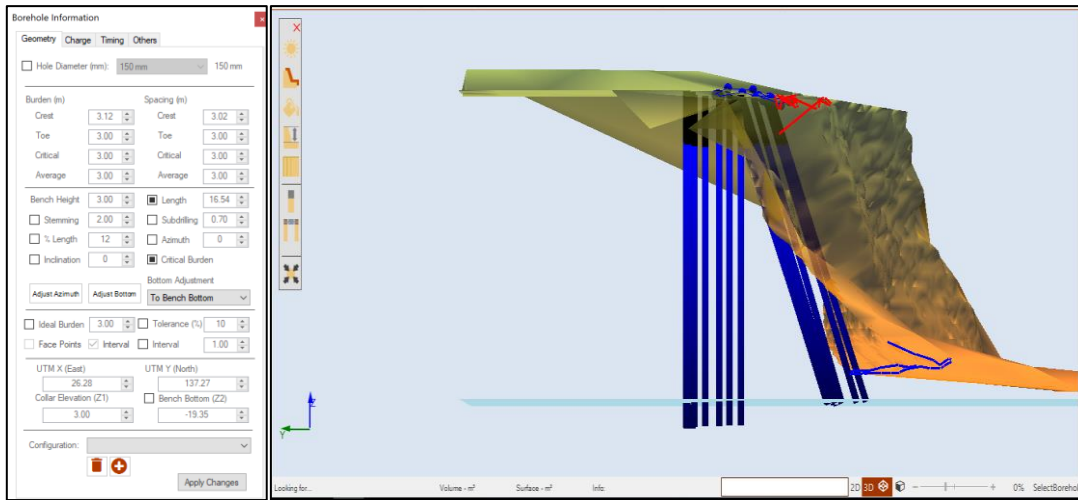 Borehole Information
x
Geometry Charge Timing Others
Hole Diameter (mm): 150 mm 150 mm
Burden (m) Spacing (m)
Crest 3.12 Crest 3.02
Toe 3.00 Toe 3.00
Critical 3.00 Critical 3.00
Average 3.00 Average 3.00
Bench Height 3.00 Length 16.54
Stemming 2.00 Subdrilling 0.70
% Length 12 Azimuth 0
Inclination 0 Critical Burden
Bottom Adjustment
Adjust Azimuth Adjust Bottom To Bench Bottom
Ideal Burden 3.00 Tolerance (%) 10
Face Points Interval Interval 1.00
UTM X (East) UTM Y (North)
26.28 137.27
Collar Elevation (Z1) Bench Bottom (Z2)
3.00 -19.35
Configuration:
Apply Changes
X
Z
Y
Looking for... Volume - m³ Surface - m² Info: 2D 3D 0% SelectBorehol